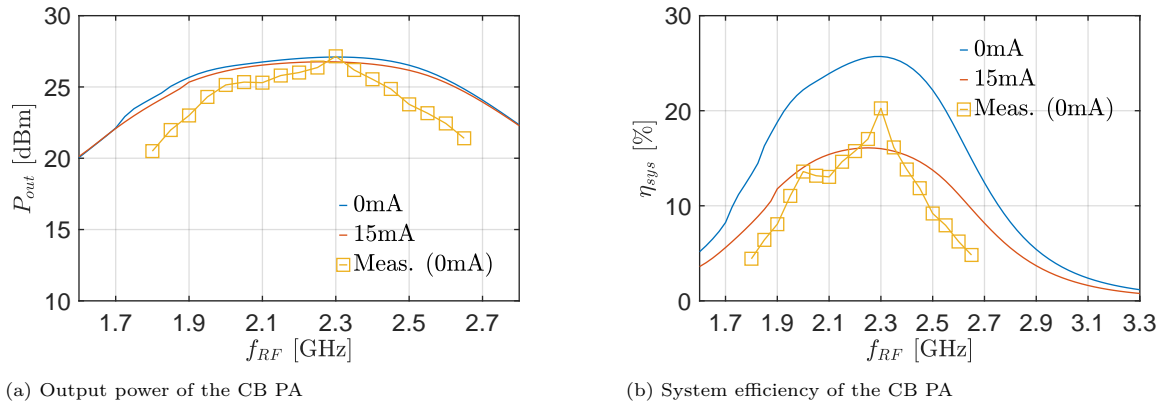 30
25
20
15
10
P_out [dBm]
0mA
15mA
Meas. (0mA)
1.7 1.9 2.1 2.3 2.5 2.7
f_RF [GHz]
(a) Output power of the CB PA
30
20
10
0
η_sys [%]
0mA
15mA
Meas. (0mA)
1.7 1.9 2.1 2.3 2.5 2.7 2.9 3.1 3.3
f_RF [GHz]
(b) System efficiency of the CB PA